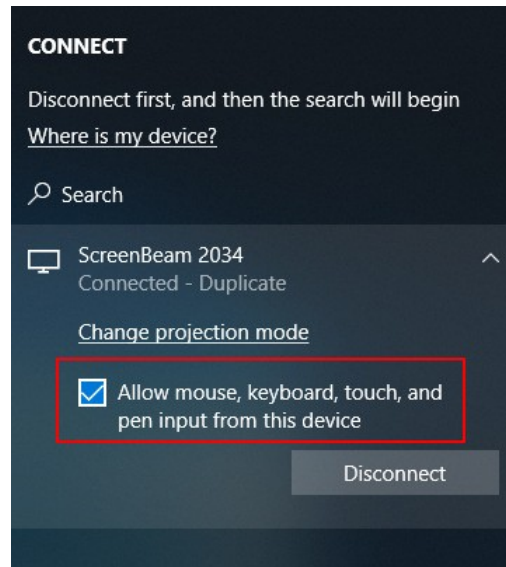 CONNECT
Disconnect first, and then the search will begin
Where is my device?
Search
ScreenBeam 2034
Connected - Duplicate
Change projection mode
Allow mouse, keyboard, touch, and
pen input from this device
Disconnect